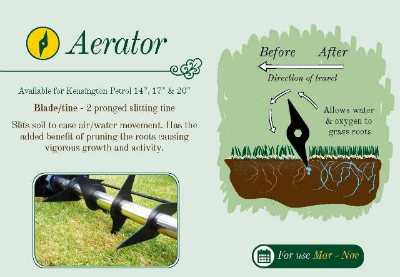 Aerator
Available for Kensington Petrol 14", 17" & 20"
Blade/tine - 2 pronged slitting tine
Slits soil to ease air/water movement. Has the
added benefit of pruning the roots causing
vigorous growth and activity.
Before After
Direction of travel
Allows water
& oxygen to
grass roots
For use Mar - Nov